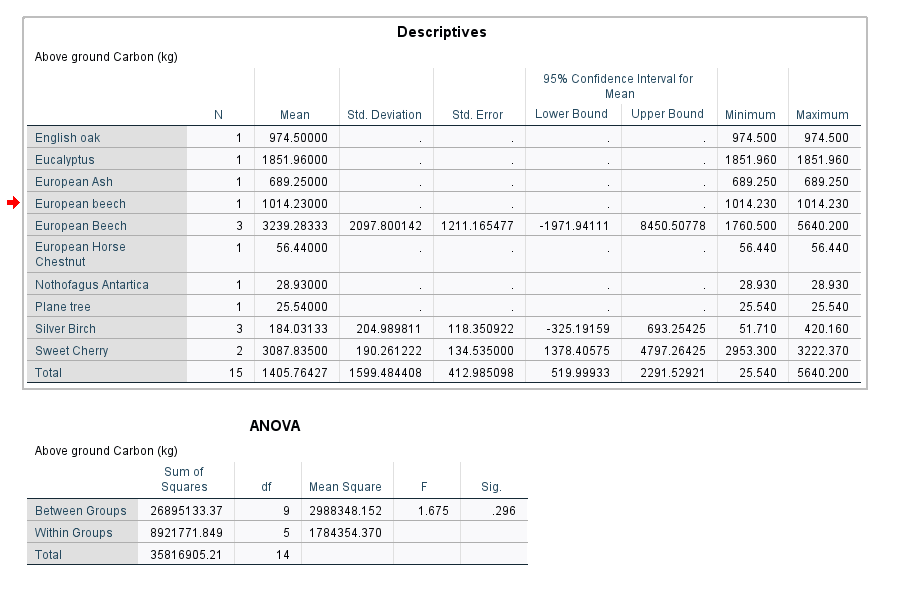 Descriptives
Above ground Carbon (kg)
95% Confidence Interval for
Mean
N Mean Std. Deviation Std. Error Lower Bound Upper Bound Minimum Maximum
English oak 1 974.50000 . . . . 974.500 974.500
Eucalyptus 1 1851.96000 . . . . 1851.960 1851.960
European Ash 1 689.25000 . . . . 689.250 689.250
European beech 1 1014.23000 . . . . 1014.230 1014.230
European Beech 3 3239.28333 2097.800142 1211.165477 -1971.94111 8450.50778 1760.500 5640.200
European Horse 1 56.44000 . . . . 56.440 56.440
Chestnut
Nothofagus Antartica 1 28.93000 . . . . 28.930 28.930
Plane tree 1 25.54000 . . . . 25.540 25.540
Silver Birch 3 184.03133 204.989811 118.350922 -325.19159 693.25425 51.710 420.160
Sweet Cherry 2 3087.83500 190.261222 134.535000 1378.40575 4797.26425 2953.300 3222.370
Total 15 1405.76427 1599.484408 412.985098 519.99933 2291.52921 25.540 5640.200
ANOVA
Above ground Carbon (kg)
Sum of
Squares df Mean Square F Sig.
Between Groups 26895133.37 9 2988348.152 1.675 .296
Within Groups 8921771.849 5 1784354.370
Total 35816905.21 14